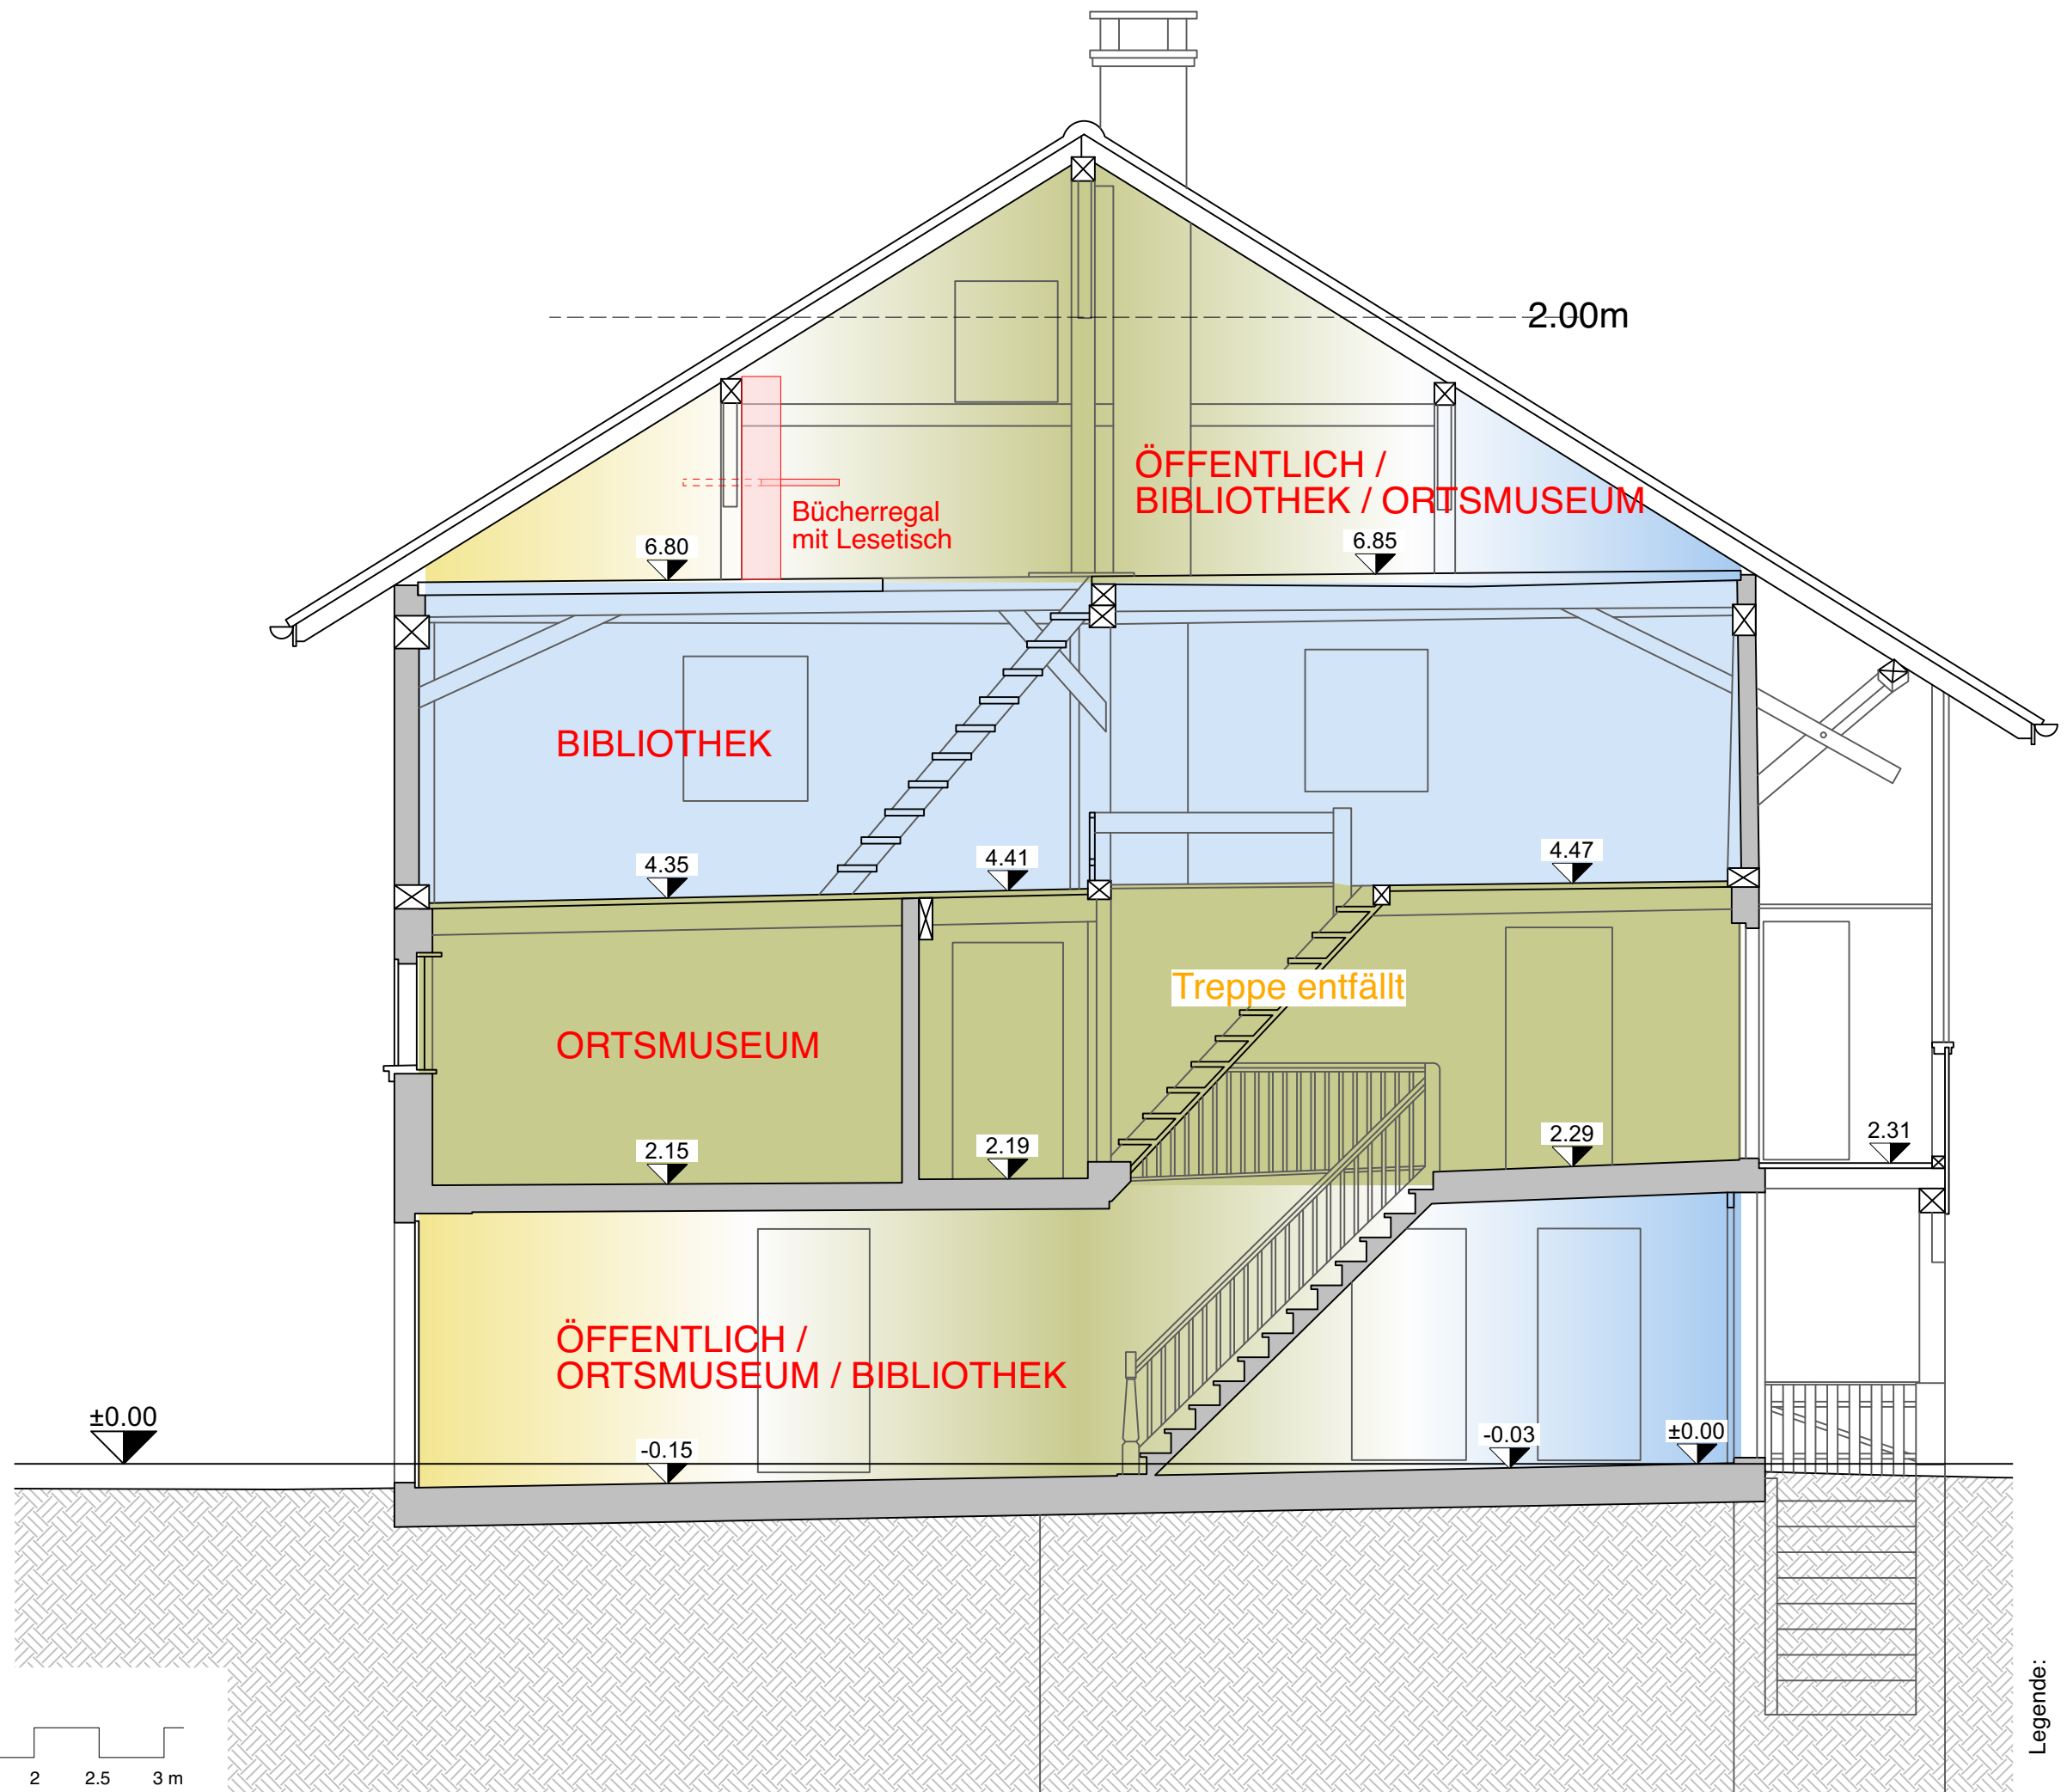 2.00m
ÖFFENTLICH /
BIBLIOTHEK / ORTSMUSEUM
Bücherregal
mit Lesetisch
6.80
6.85
BIBLIOTHEK
4.35
4.41
4.47
Treppe entfällt
ORTSMUSEUM
2.15
2.19
2.29
2.31
ÖFFENTLICH /
ORTSMUSEUM / BIBLIOTHEK
±0.00
-0.15
-0.03
±0.00
Legende:
2 2.5 3 m